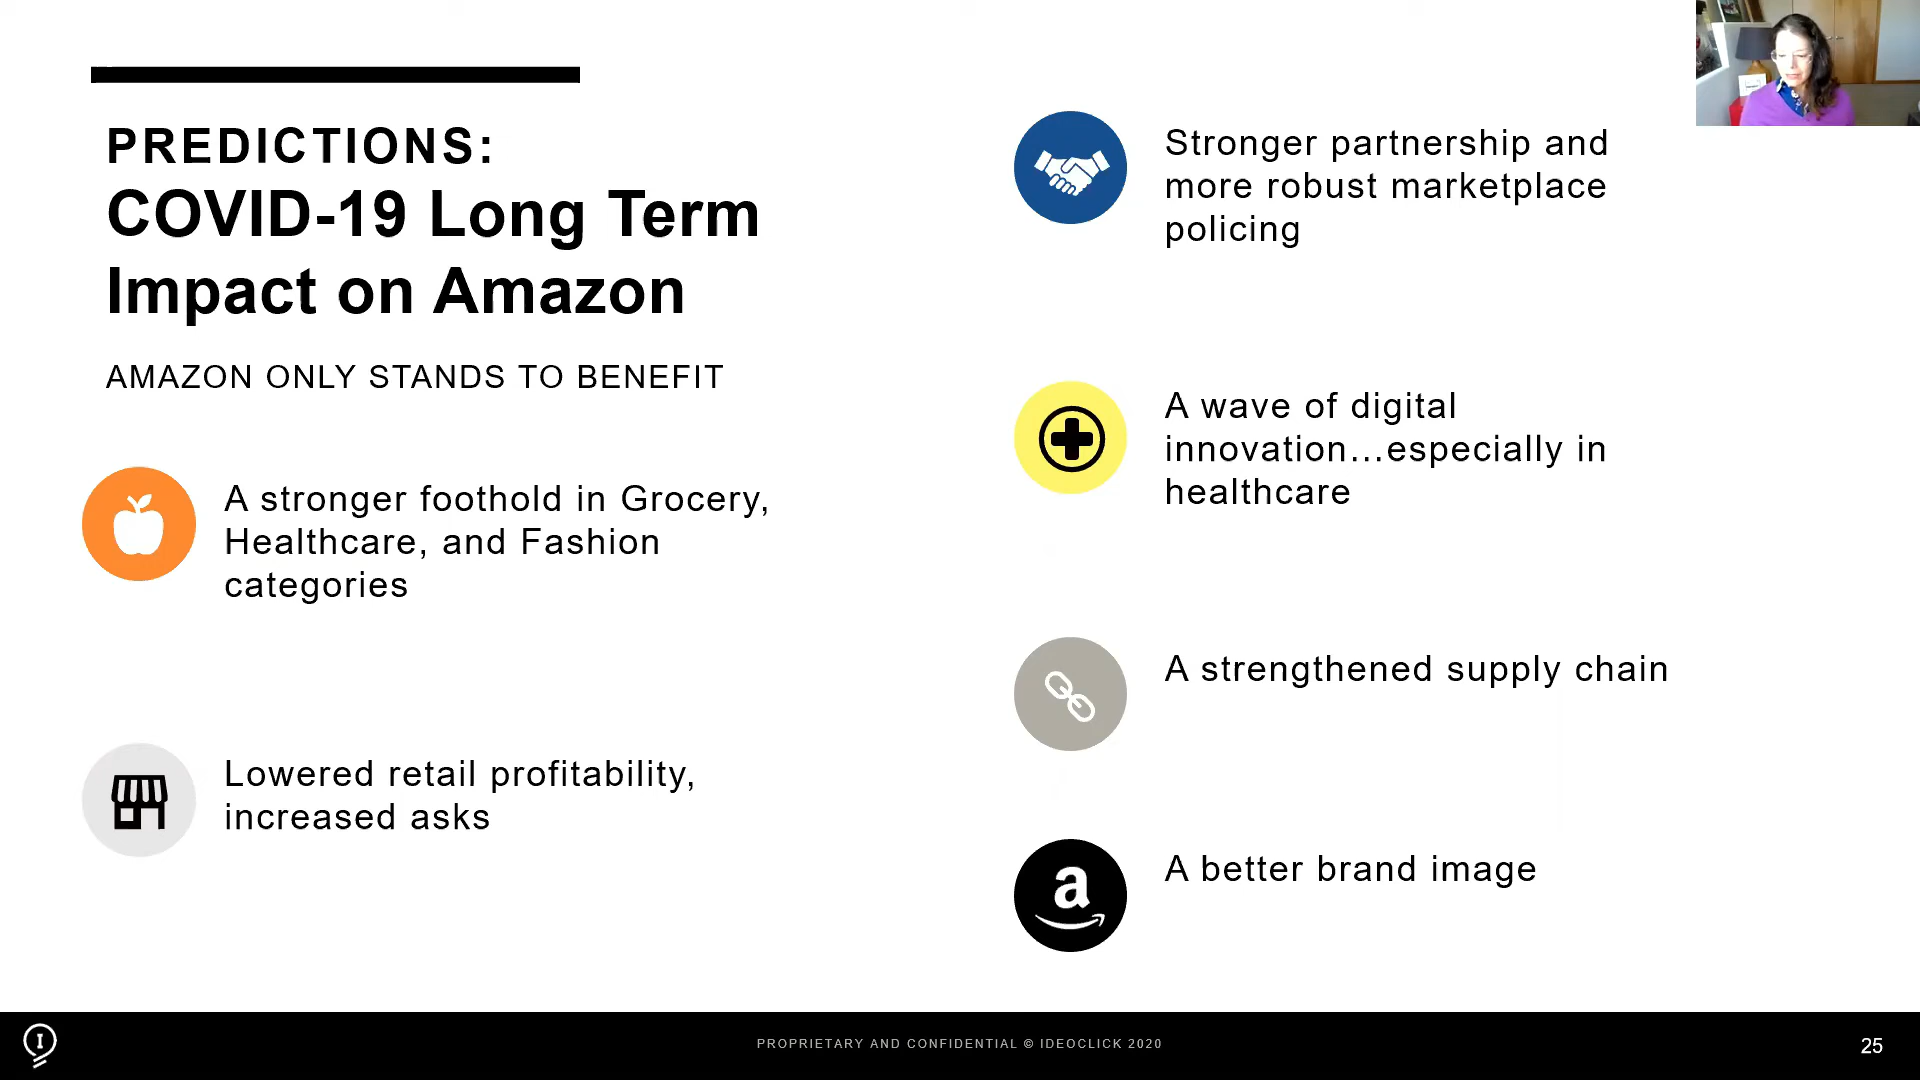 PREDICTIONS:
COVID-19 Long Term
Impact on Amazon
AMAZON ONLY STANDS TO BENEFIT
A stronger foothold in Grocery,
Healthcare, and Fashion
categories
Lowered retail profitability,
increased asks
Stronger partnership and
more robust marketplace
policing
A wave of digital
innovation…especially in
healthcare
A strengthened supply chain
a
A better brand image
I
PROPRIETARY AND CONFIDENTIAL © IDEOCLICK 2020
25